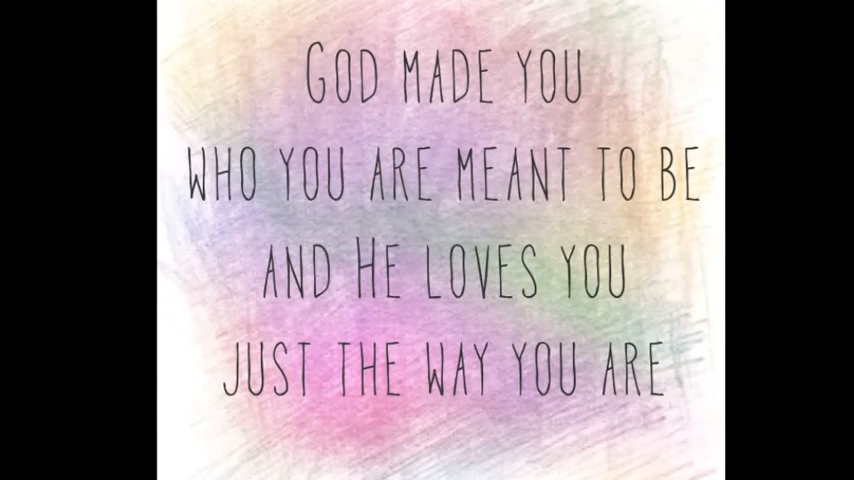 GOD MADE YOU
WHO YOU ARE MEANT TO BE
AND HE LOVES YOU
JUST THE WAY YOU ARE